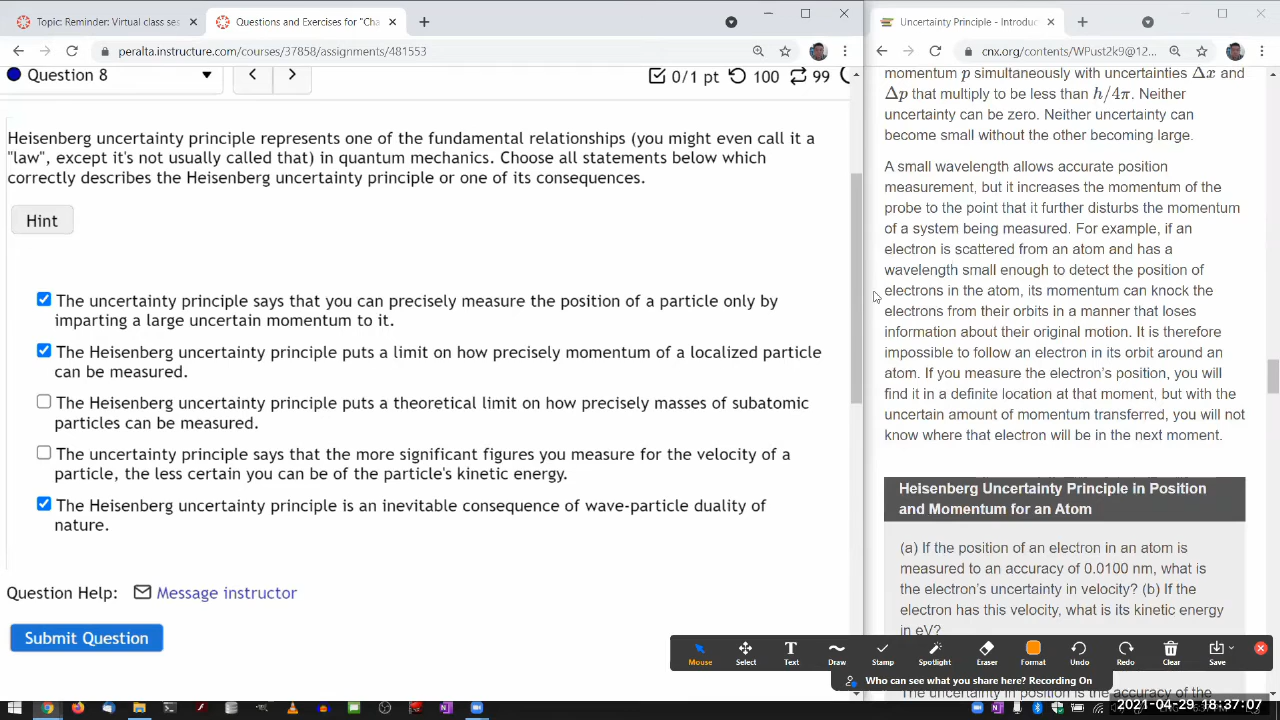 Topic: Reminder: Virtual class ses
Questions and Exercises for "Cha
Uncertainty Principle - Introduc
peralta.instructure.com/courses/37858/assignments/481553
cnx.org/contents/WPust2k9@12...
Question 8
0/1 pt
100
99
Heisenberg uncertainty principle represents one of the fundamental relationships (you might even call it a
"law", except it's not usually called that) in quantum mechanics. Choose all statements below which
correctly describes the Heisenberg uncertainty principle or one of its consequences.
Hint
The uncertainty principle says that you can precisely measure the position of a particle only by
imparting a large uncertain momentum to it.
The Heisenberg uncertainty principle puts a limit on how precisely momentum of a localized particle
can be measured.
The Heisenberg uncertainty principle puts a theoretical limit on how precisely masses of subatomic
particles can be measured.
The uncertainty principle says that the more significant figures you measure for the velocity of a
particle, the less certain you can be of the particle's kinetic energy.
The Heisenberg uncertainty principle is an inevitable consequence of wave-particle duality of
nature.
Question Help:
Message instructor
Submit Question
momentum p simultaneously with uncertainties Δx and
Δp that multiply to be less than h/4π. Neither
uncertainty can be zero. Neither uncertainty can
become small without the other becoming large.
A small wavelength allows accurate position
measurement, but it increases the momentum of the
probe to the point that it further disturbs the momentum
of a system being measured. For example, if an
electron is scattered from an atom and has a
wavelength small enough to detect the position of
electrons in the atom, its momentum can knock the
electrons from their orbits in a manner that loses
information about their original motion. It is therefore
impossible to follow an electron in its orbit around an
atom. If you measure the electron's position, you will
find it in a definite location at that moment, but with the
uncertain amount of momentum transferred, you will not
know where that electron will be in the next moment.
Heisenberg Uncertainty Principle in Position
and Momentum for an Atom
(a) If the position of an electron in an atom is
measured to an accuracy of 0.0100 nm, what is
the electron's uncertainty in velocity? (b) If the
electron has this velocity, what is its kinetic energy
in eV?
Mouse
Select
Text
Draw
Stamp
Spotlight
Eraser
Format
Undo
Redo
Clear
Save
Who can see what you share here? Recording On
The uncertainty in position is the accuracy of the
2021-04-29 18:37:07